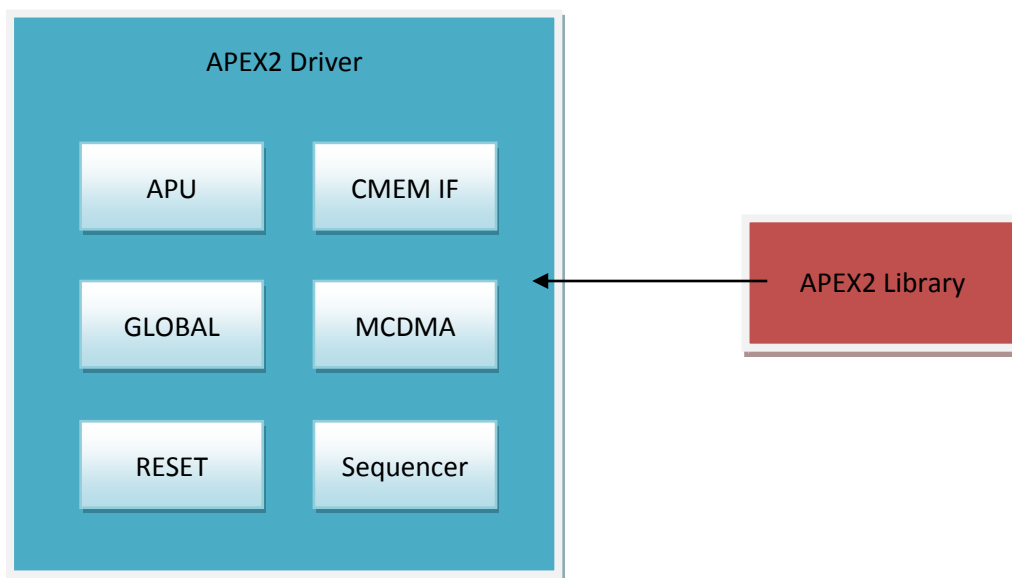 APEX2 Driver
APU
CMEM IF
GLOBAL
MCDMA
RESET
Sequencer
APEX2 Library